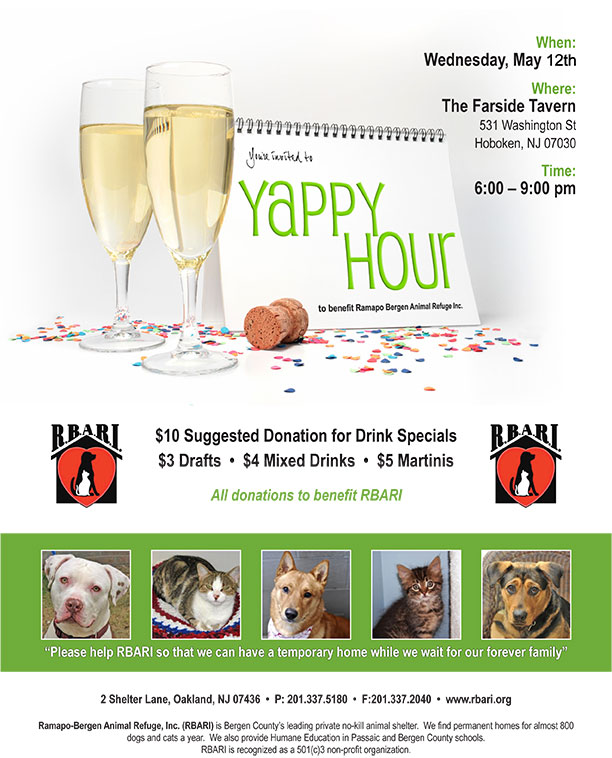 When:
Wednesday, May 12th
Where:
The Farside Tavern
531 Washington St
Hoboken, NJ 07030
Time:
6:00 – 9:00 pm
You're invited to
YaPPY
HOUr
to benefit Ramapo Bergen Animal Refuge Inc.
R.B.A.R.I.
$10 Suggested Donation for Drink Specials
$3 Drafts • $4 Mixed Drinks • $5 Martinis
All donations to benefit RBARI
R.B.A.R.I.
“Please help RBARI so that we can have a temporary home while we wait for our forever family”
2 Shelter Lane, Oakland, NJ 07436 • P: 201.337.5180 • F:201.337.2040 • www.rbari.org
Ramapo-Bergen Animal Refuge, Inc. (RBARI) is Bergen County's leading private no-kill animal shelter. We find permanent homes for almost 800
dogs and cats a year. We also provide Humane Education in Passaic and Bergen County schools.
RBARI is recognized as a 501(c)3 non-profit organization.